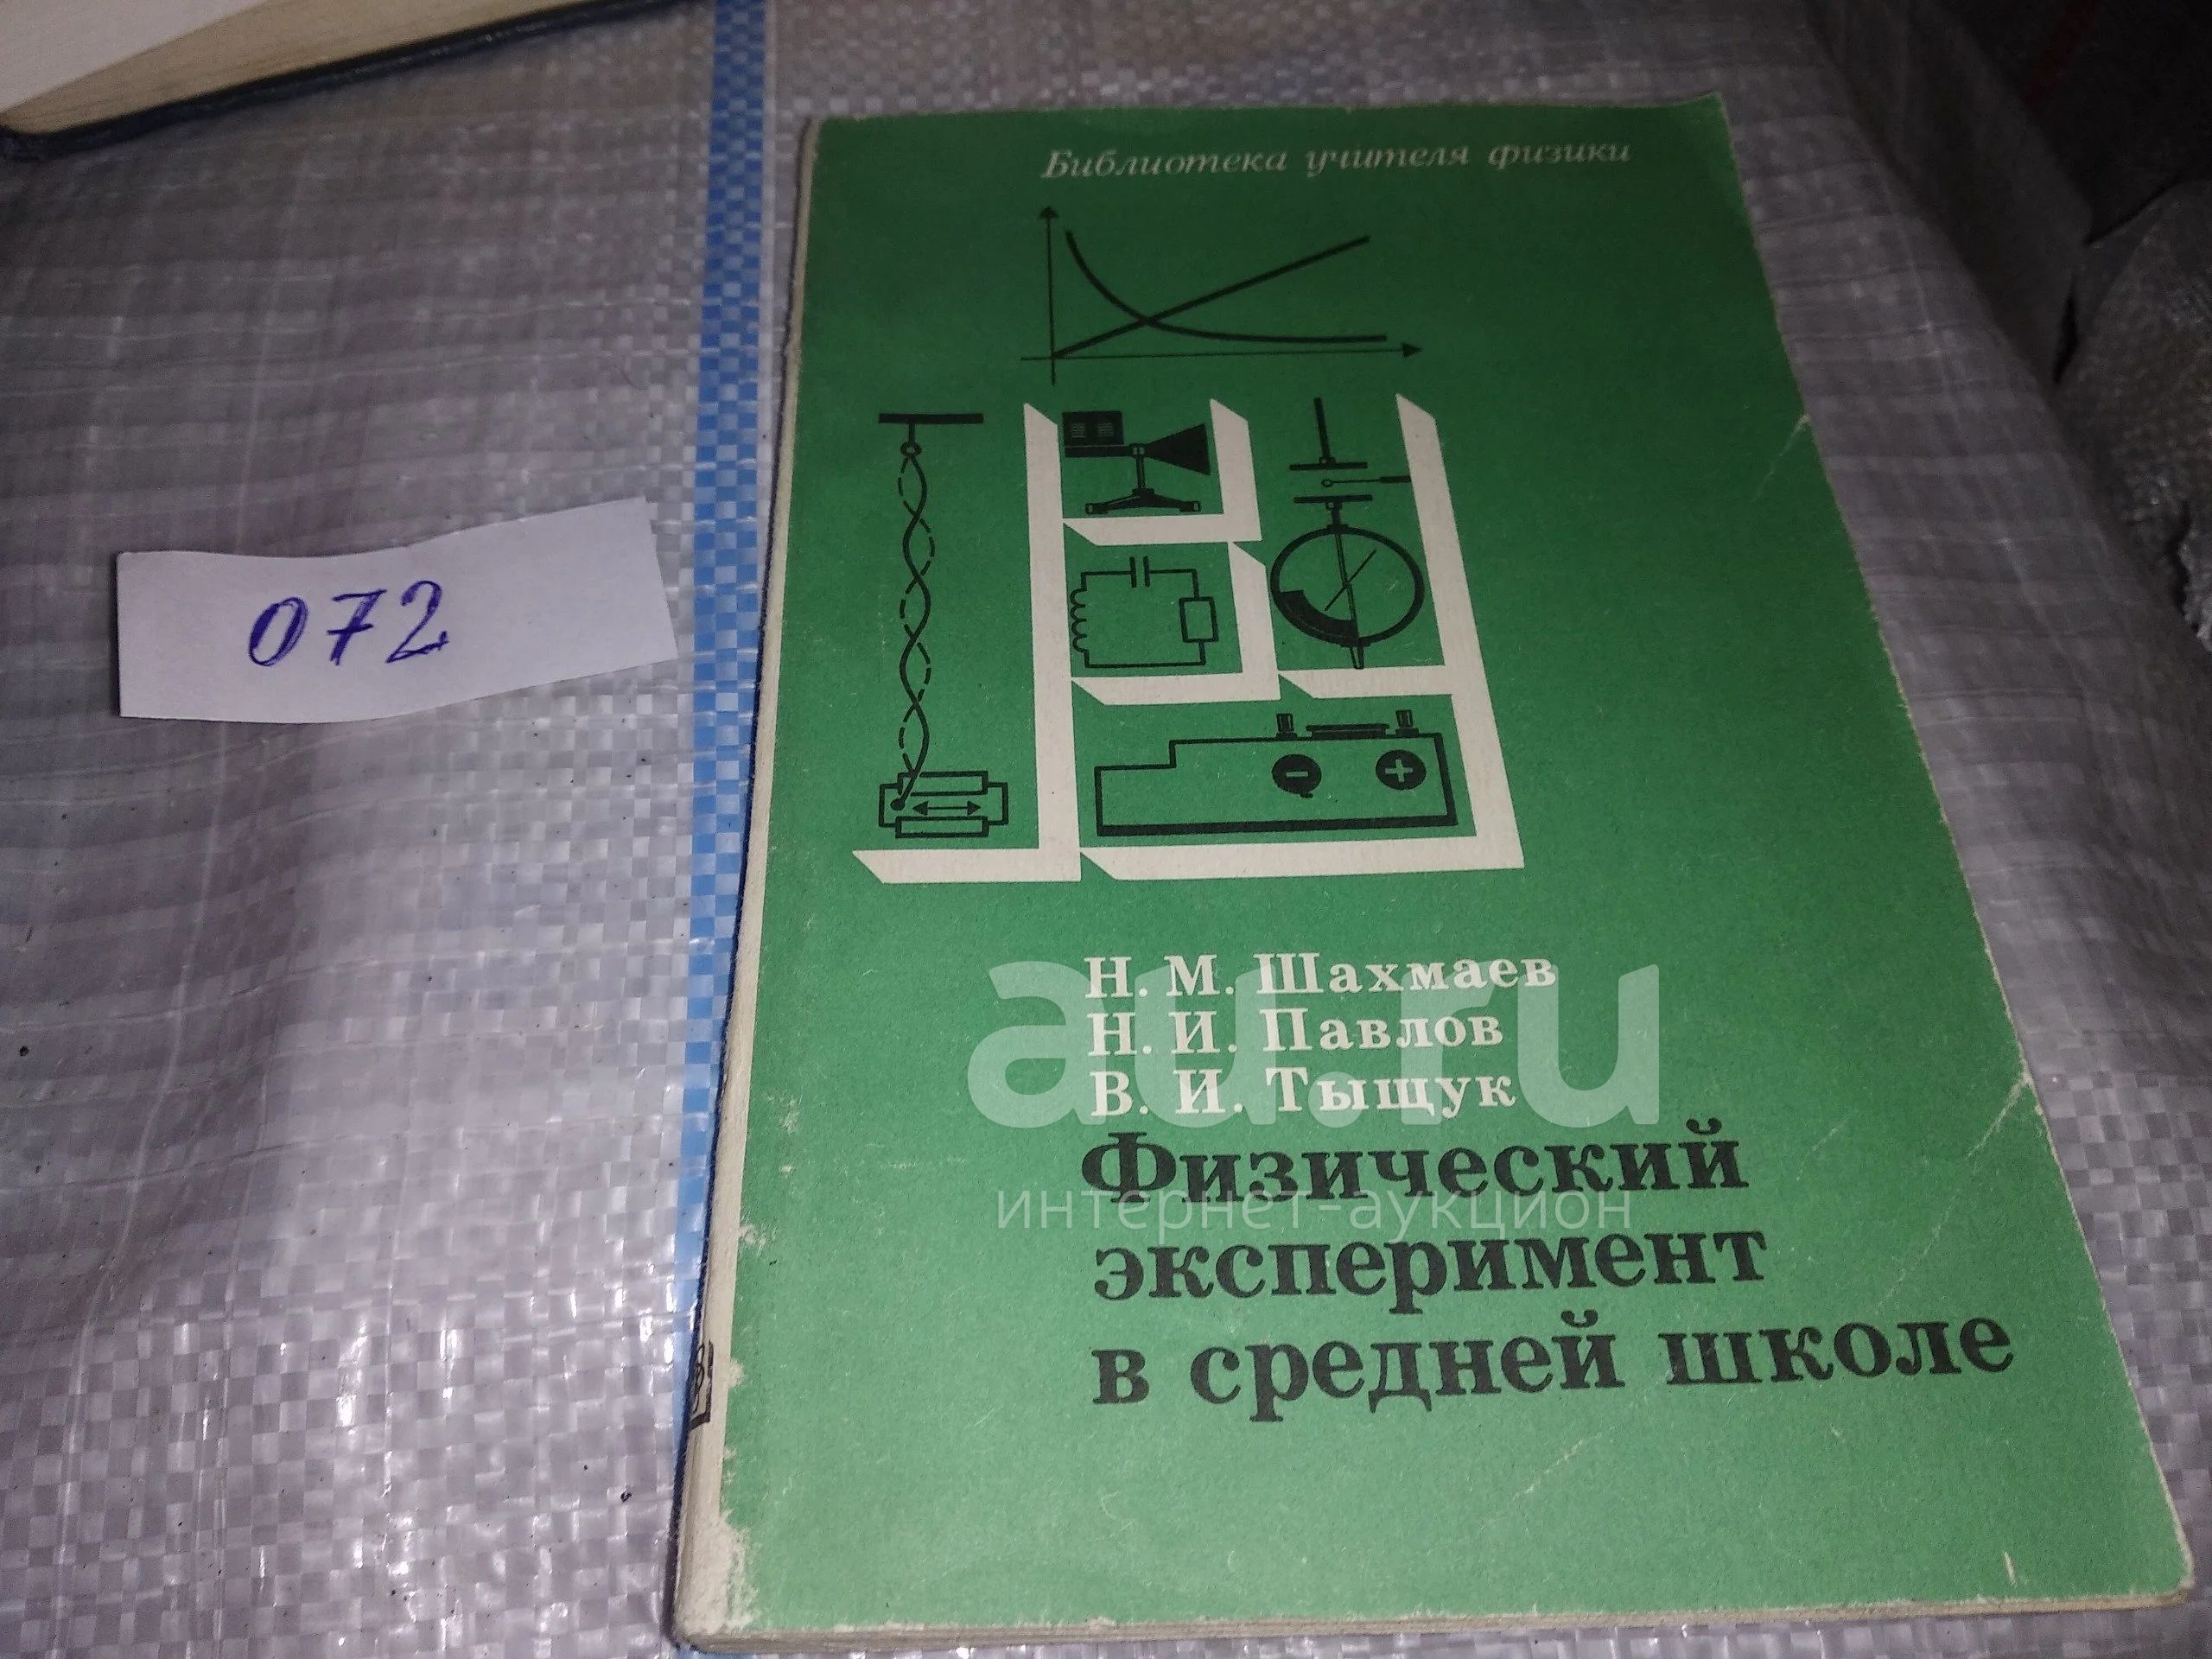 Библиотека учителя физики
072
− +
Н. М. Шахмаев
Н. И. Павлов
В. И. Тыщук
au.ru
Физический
интернет-аукцион
эксперимент
в средней школе